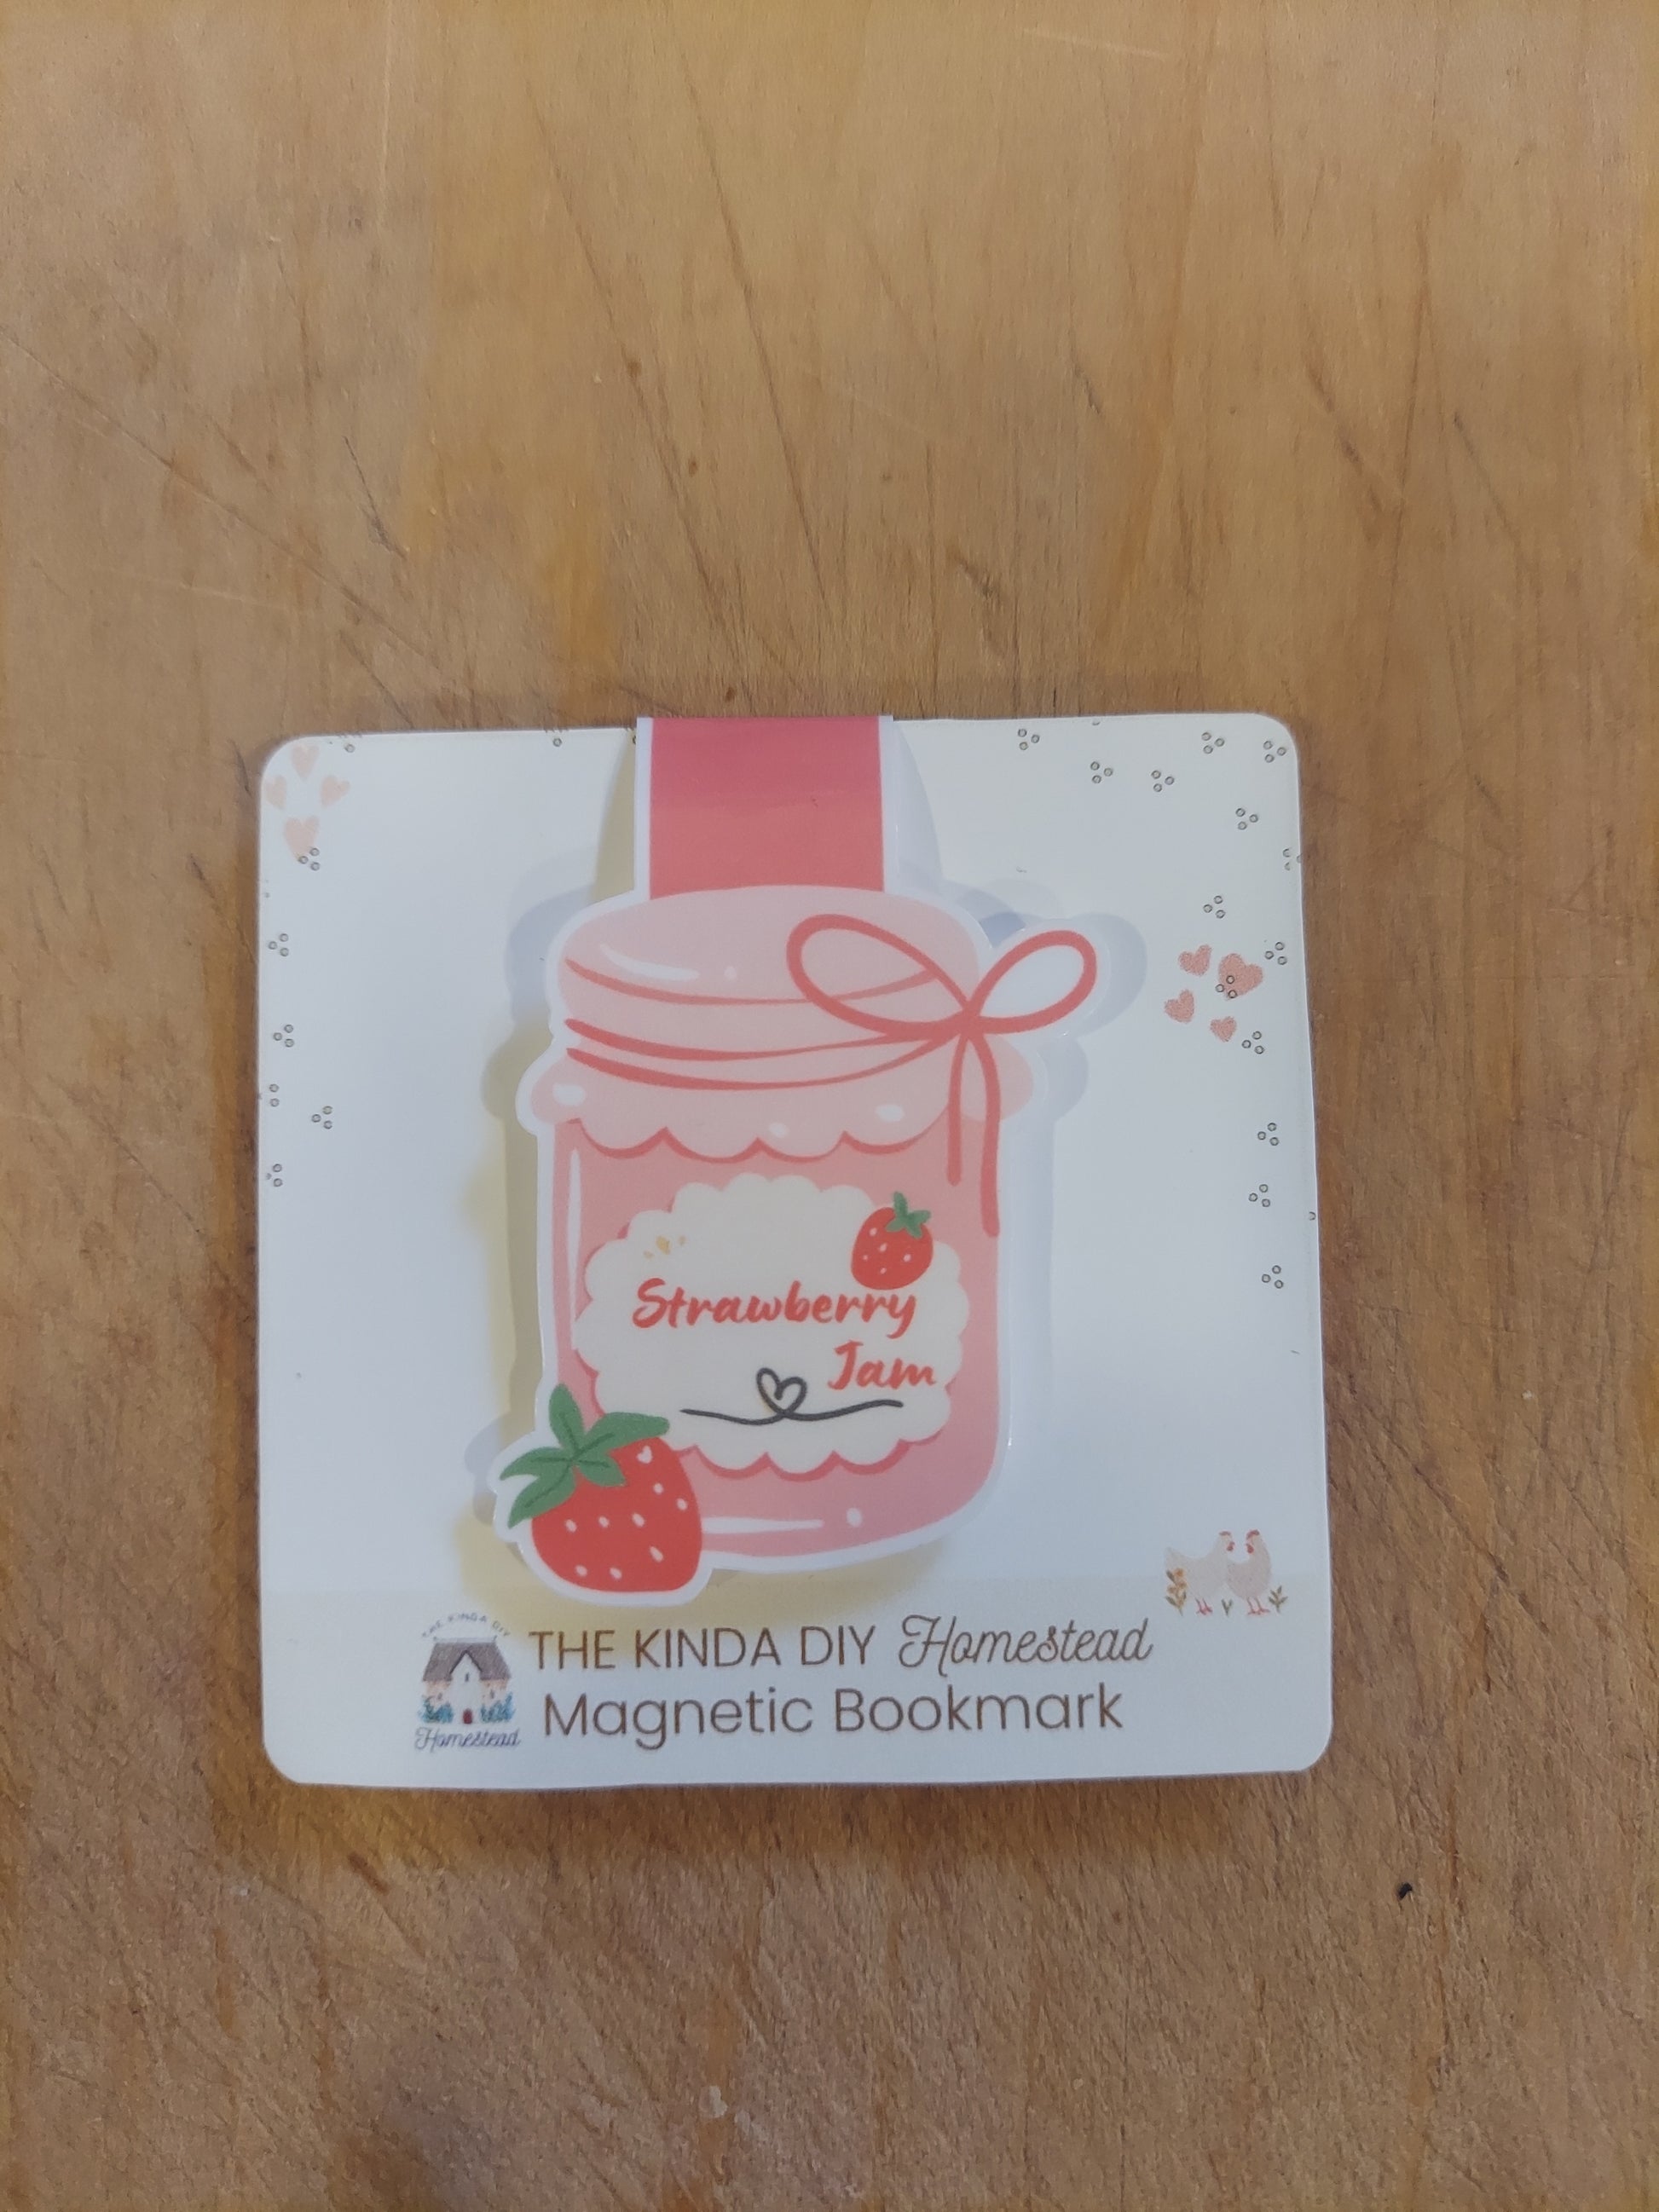 Strawberry
Jam
THE KINDA DIY
Homestead
THE KINDA DIY Homestead
Magnetic Bookmark